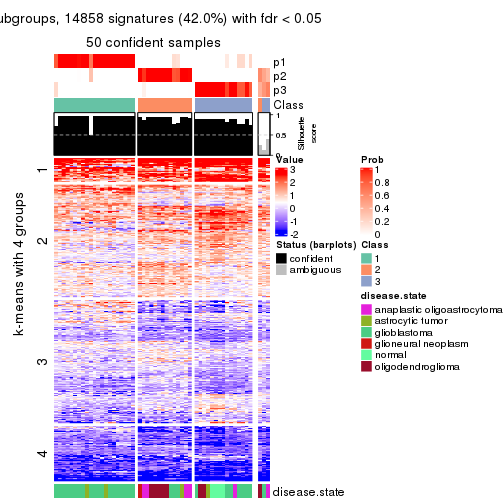 subgroups, 14858 signatures (42.0%) with fdr < 0.05
50 confident samples
p1
p2
p3
Class
1
0.5
0
Silhouette
score
k-means with 4 groups
1
2
3
4
Value
3
2
1
0
-1
-2
Prob
1
0.8
0.6
0.4
0.2
0
Status (barplots)
confident
ambiguous
Class
1
2
3
disease.state
anaplastic oligoastrocytoma
astrocytic tumor
glioblastoma
glioneural neoplasm
normal
oligodendroglioma
disease.state